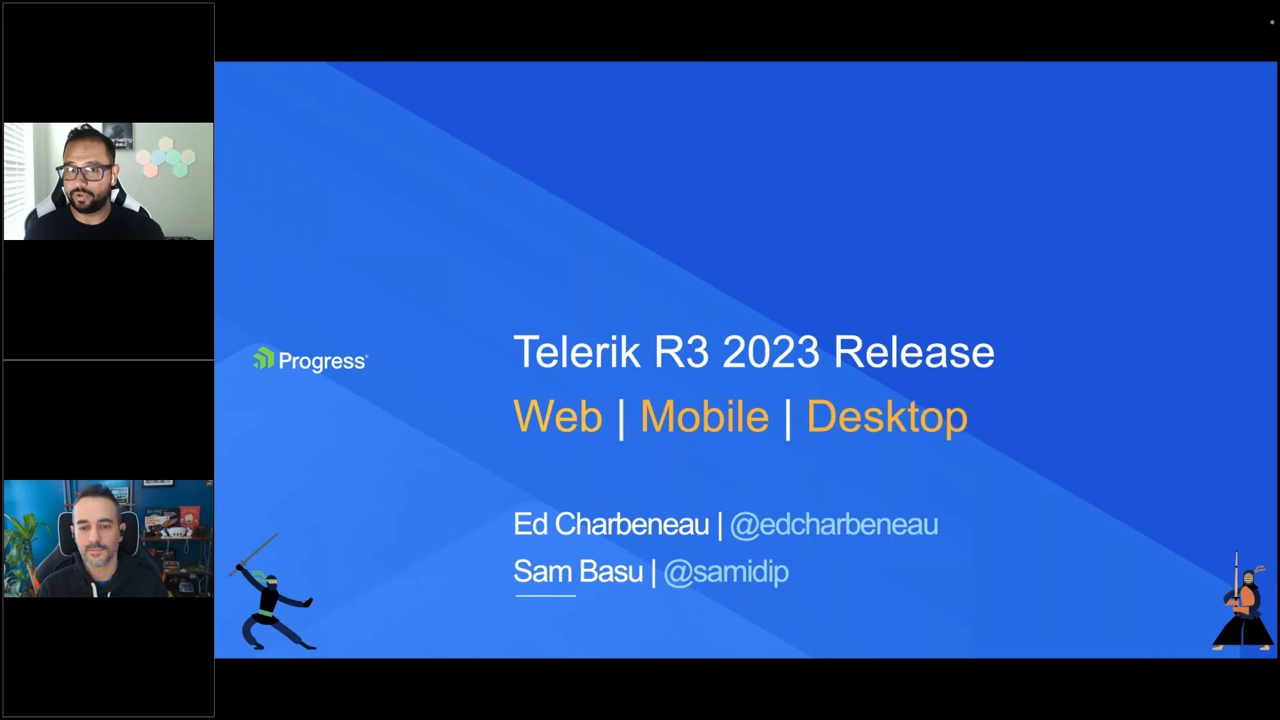 Progress®
Telerik R3 2023 Release
Web | Mobile | Desktop
Ed Charbeneau | @edcharbeneau
Sam Basu | @samidip